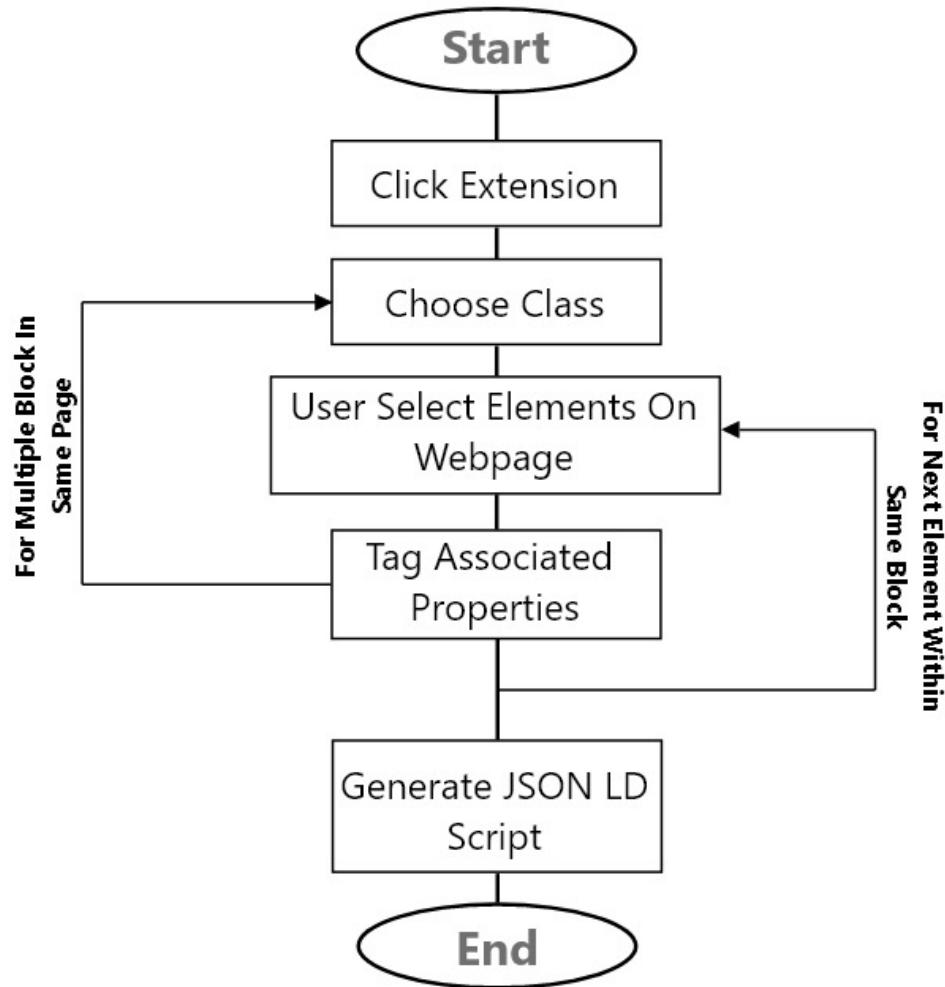 Start
Click Extension
Choose Class
For Multiple Block In
Same Page
User Select Elements On
Webpage
For Next Element Within
Same Block
Tag Associated
Properties
Generate JSON LD
Script
End